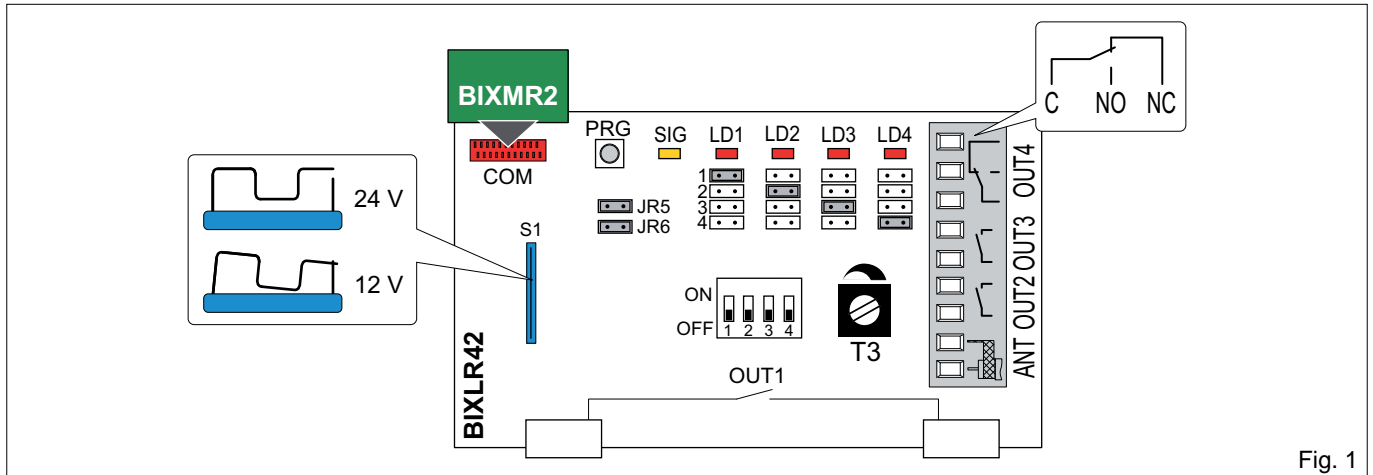 BIXMR2
COM
PRG
SIG
LD1
LD2
LD3
LD4
1
2
3
4
JR5
JR6
S1
24 V
12 V
ON
OFF
1 2 3 4
T3
OUT1
BIXLR42
C NO NC
OUT4
OUT3
OUT2
ANT
Fig. 1